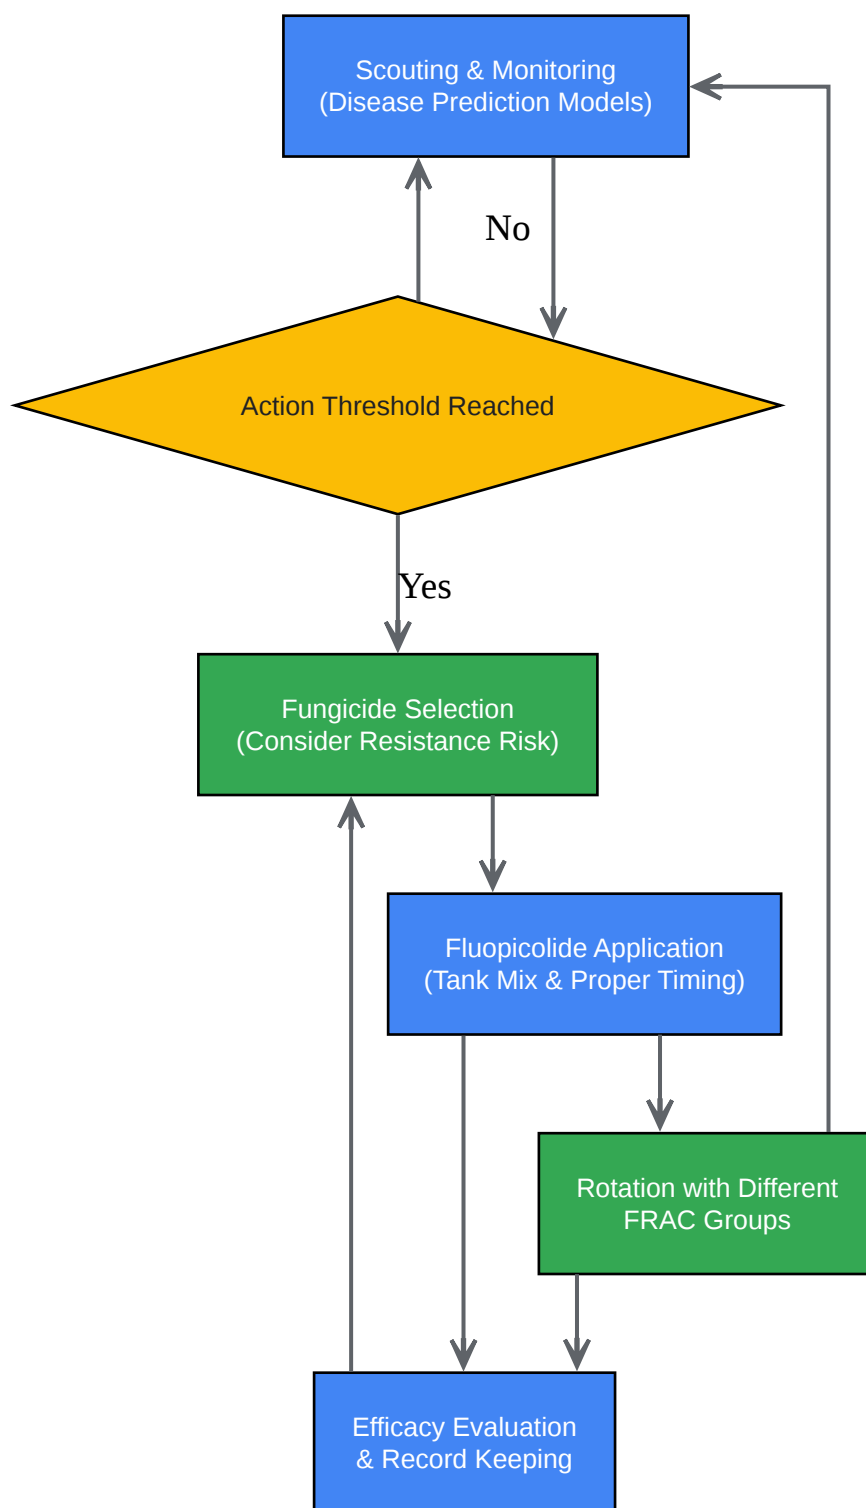 Scouting & Monitoring
(Disease Prediction Models)
No
Action Threshold Reached
Yes
Fungicide Selection
(Consider Resistance Risk)
Fluopicolide Application
(Tank Mix & Proper Timing)
Rotation with Different
FRAC Groups
Efficacy Evaluation
& Record Keeping